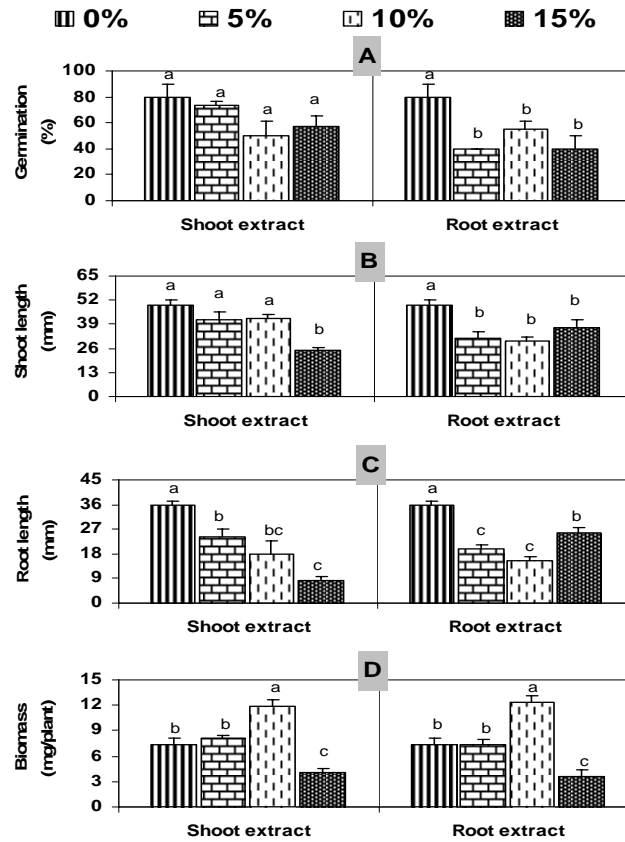 0% 5% 10% 15%
A
Germination
(%)
100
80
60
40
20
0
a a a a a b b b
Shoot extract Root extract
B
Shoot length
(mm)
65
52
39
26
13
0
a a a b a b b b
Shoot extract Root extract
C
Root length
(mm)
45
36
27
18
9
0
a b bc c a c c b
Shoot extract Root extract
D
Biomass
(mg/plant)
15
12
9
6
3
0
b b a c b b a c
Shoot extract Root extract